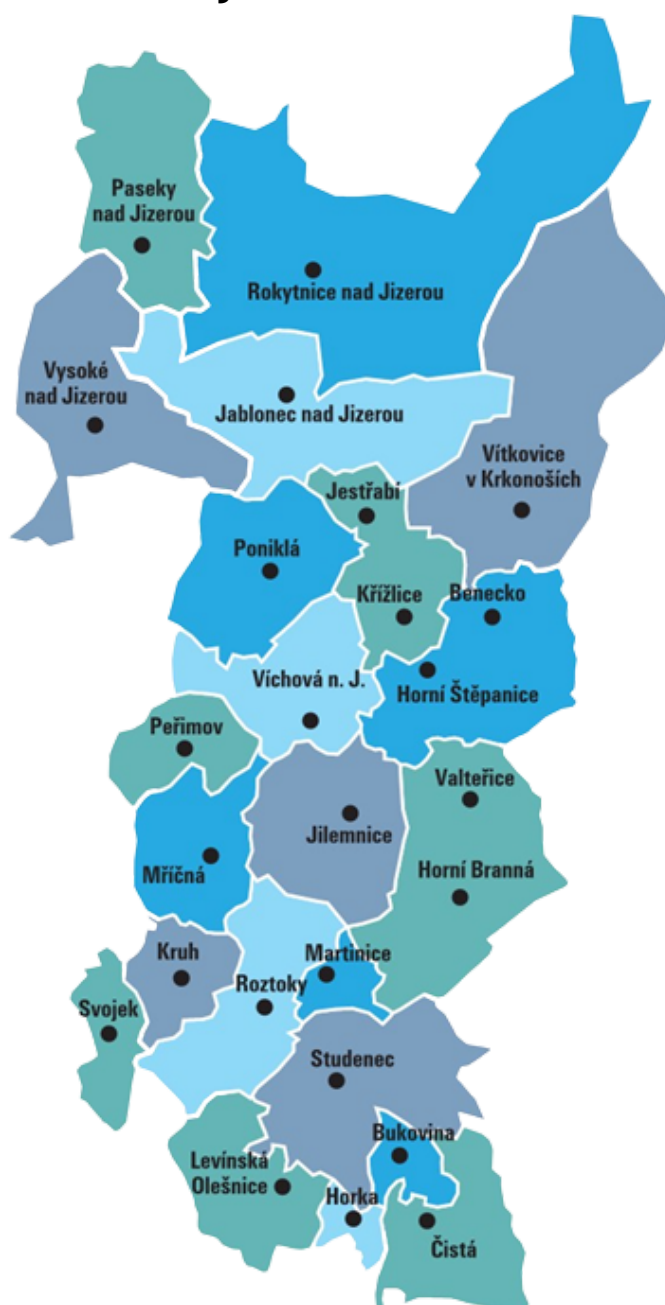 Paseky
nad Jizerou
Rokytnice nad Jizerou
Vysoké
nad Jizerou
Jablonec nad Jizerou
Vítkovice
v Krkonoších
Jestřabí
Poniklá
Křížlice
Benecko
Víchová n. J.
Horní Štěpanice
Peřimov
Valteřice
Jilemnice
Mříčná
Horní Branná
Kruh
Martinice
Roztoky
Svojek
Studenec
Bukovina
Levínská
Olešnice
Horka
Čistá